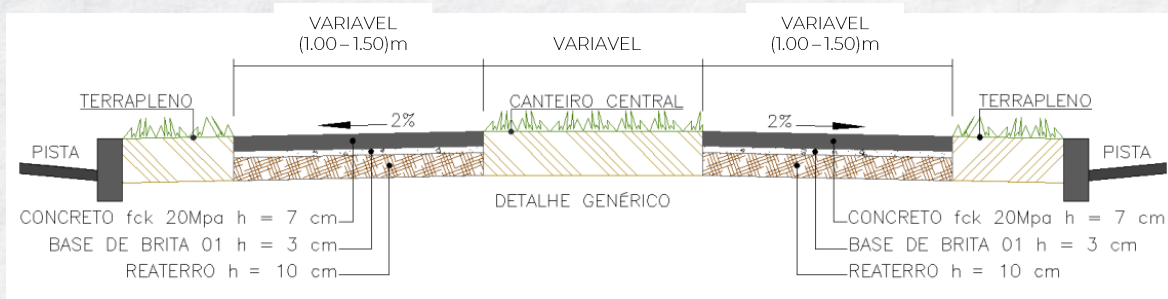 VARIAVEL
(1.00–1.50)m
VARIAVEL
VARIAVEL
(1.00–1.50)m
TERRAPLENO
CANTEIRO CENTRAL
TERRAPLENO
2%
2%
PISTA
PISTA
DETALHE GENÉRICO
CONCRETO fck 20Mpa h = 7 cm
BASE DE BRITA 01 h = 3 cm
REATERRO h = 10 cm
CONCRETO fck 20Mpa h = 7 cm
BASE DE BRITA 01 h = 3 cm
REATERRO h = 10 cm